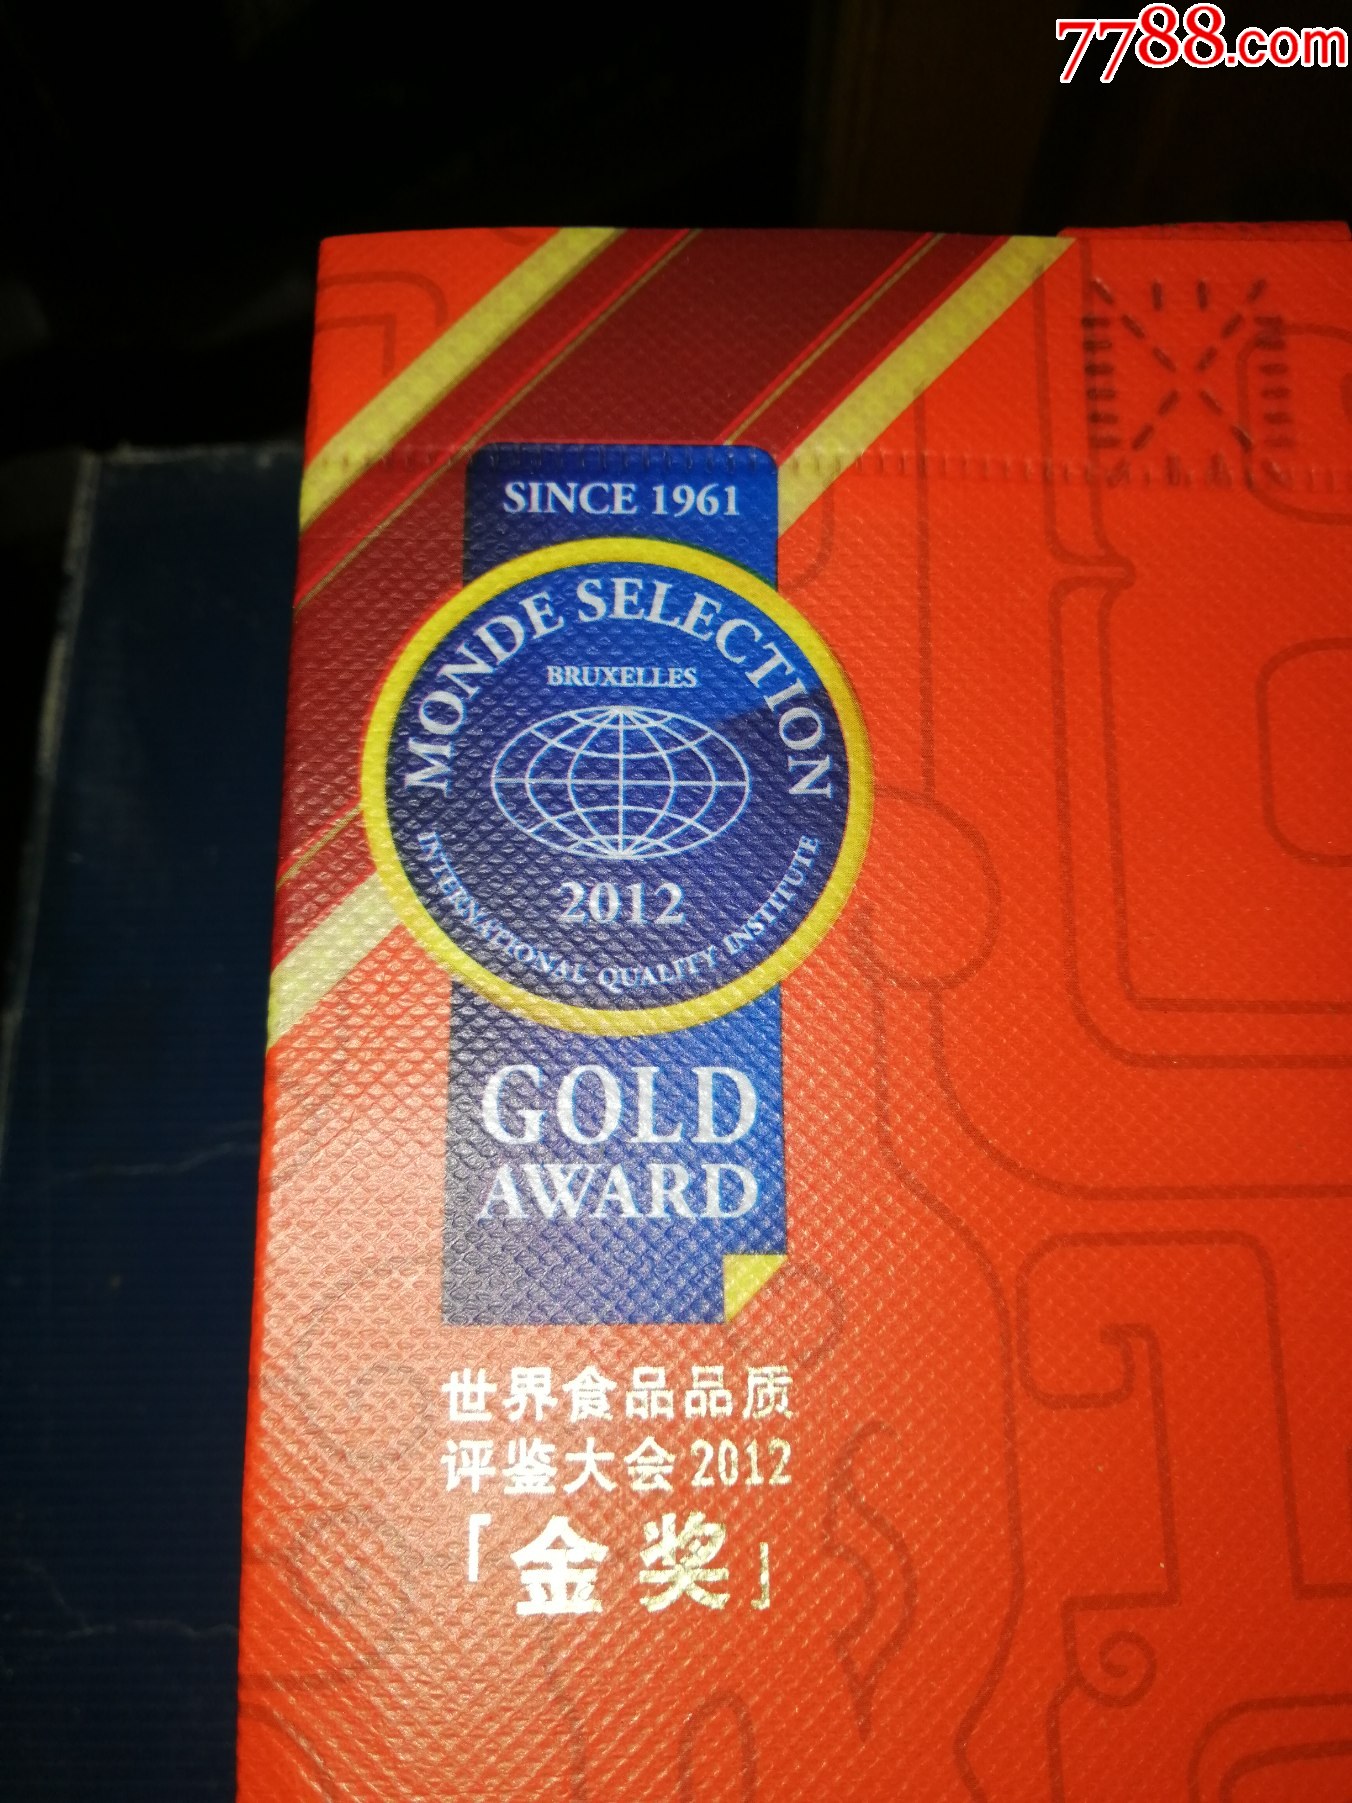 7788.com
SINCE 1961
MONDE SELECTION
BRUXELLES
2012
INTERNATIONAL QUALITY INSTITUTE
GOLD
AWARD
世界食品品质
评鉴大会2012
「金奖」